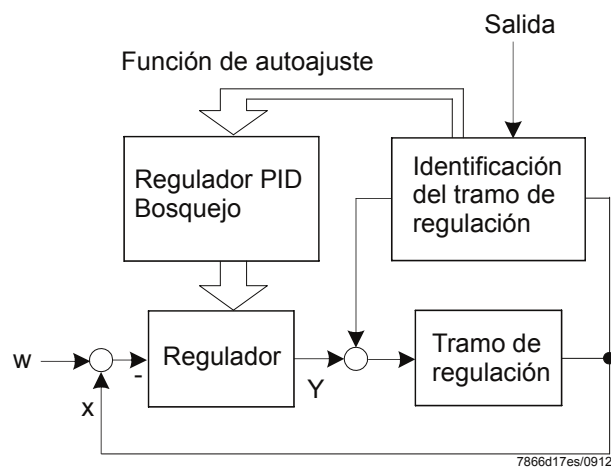 Salida
Función de autoajuste
Regulador PID
Bosquejo
Identificación
del tramo de
regulación
w
x
-
Regulador
Y
Tramo de
regulación
7866d17es/0912